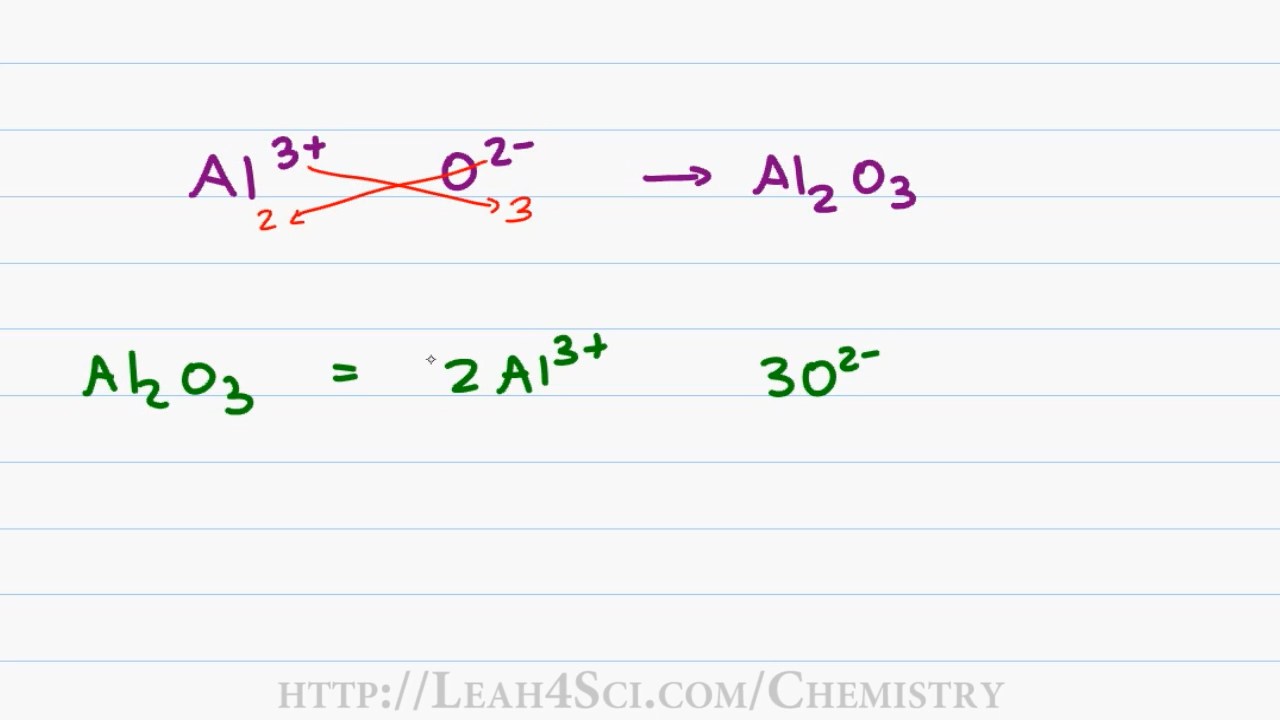 Al³⁺ O²⁻ → Al₂O₃
2 3
Al₂O₃ = 2Al³⁺ 3O²⁻
HTTP://LEAH4SCI.COM/CHEMISTRY